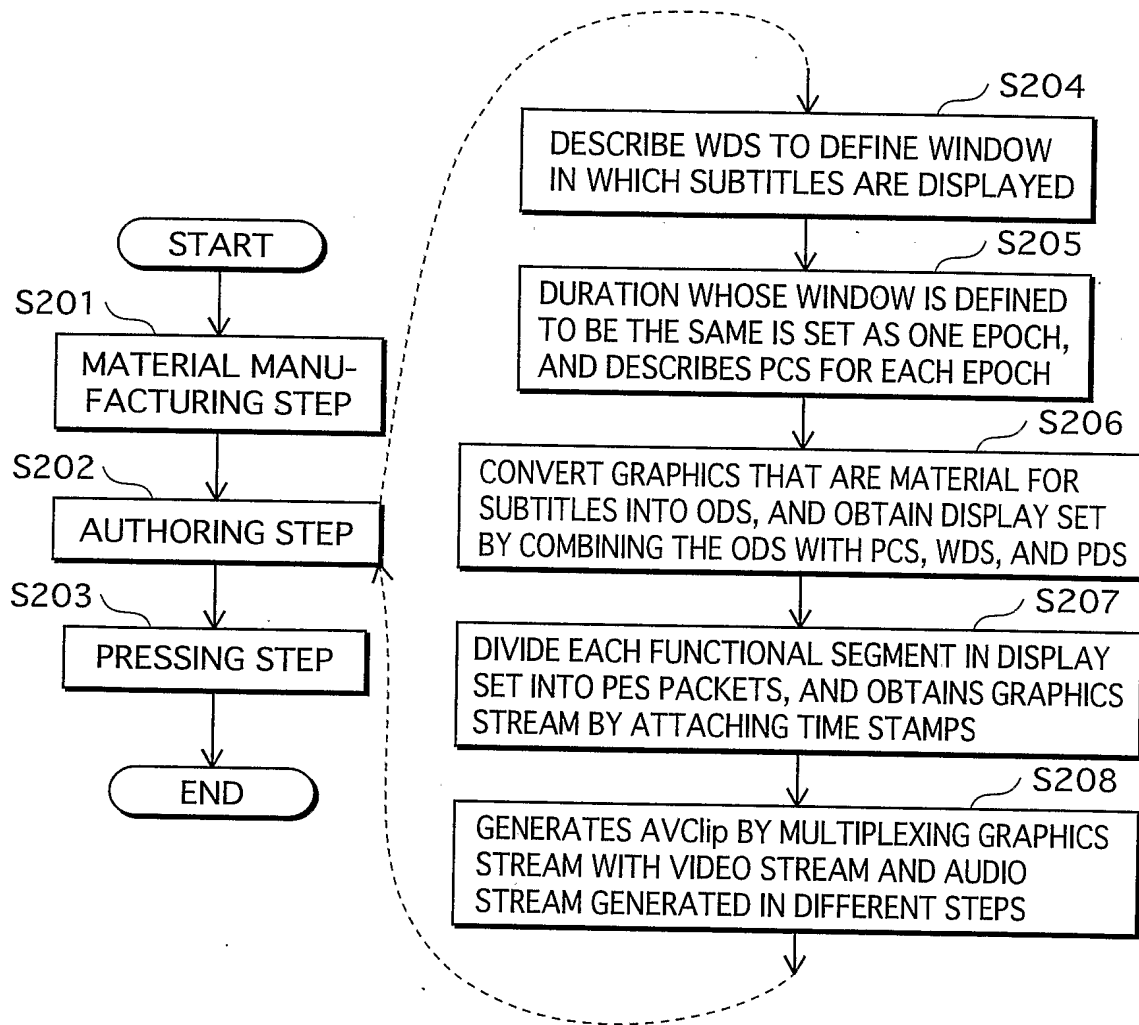 START
S201
MATERIAL MANU-
FACTURING STEP
S202
AUTHORING STEP
S203
PRESSING STEP
END
S204
DESCRIBE WDS TO DEFINE WINDOW
IN WHICH SUBTITLES ARE DISPLAYED
S205
DURATION WHOSE WINDOW IS DEFINED
TO BE THE SAME IS SET AS ONE EPOCH,
AND DESCRIBES PCS FOR EACH EPOCH
S206
CONVERT GRAPHICS THAT ARE MATERIAL FOR
SUBTITLES INTO ODS, AND OBTAIN DISPLAY SET
BY COMBINING THE ODS WITH PCS, WDS, AND PDS
S207
DIVIDE EACH FUNCTIONAL SEGMENT IN DISPLAY
SET INTO PES PACKETS, AND OBTAINS GRAPHICS
STREAM BY ATTACHING TIME STAMPS
S208
GENERATES AVClip BY MULTIPLEXING GRAPHICS
STREAM WITH VIDEO STREAM AND AUDIO
STREAM GENERATED IN DIFFERENT STEPS